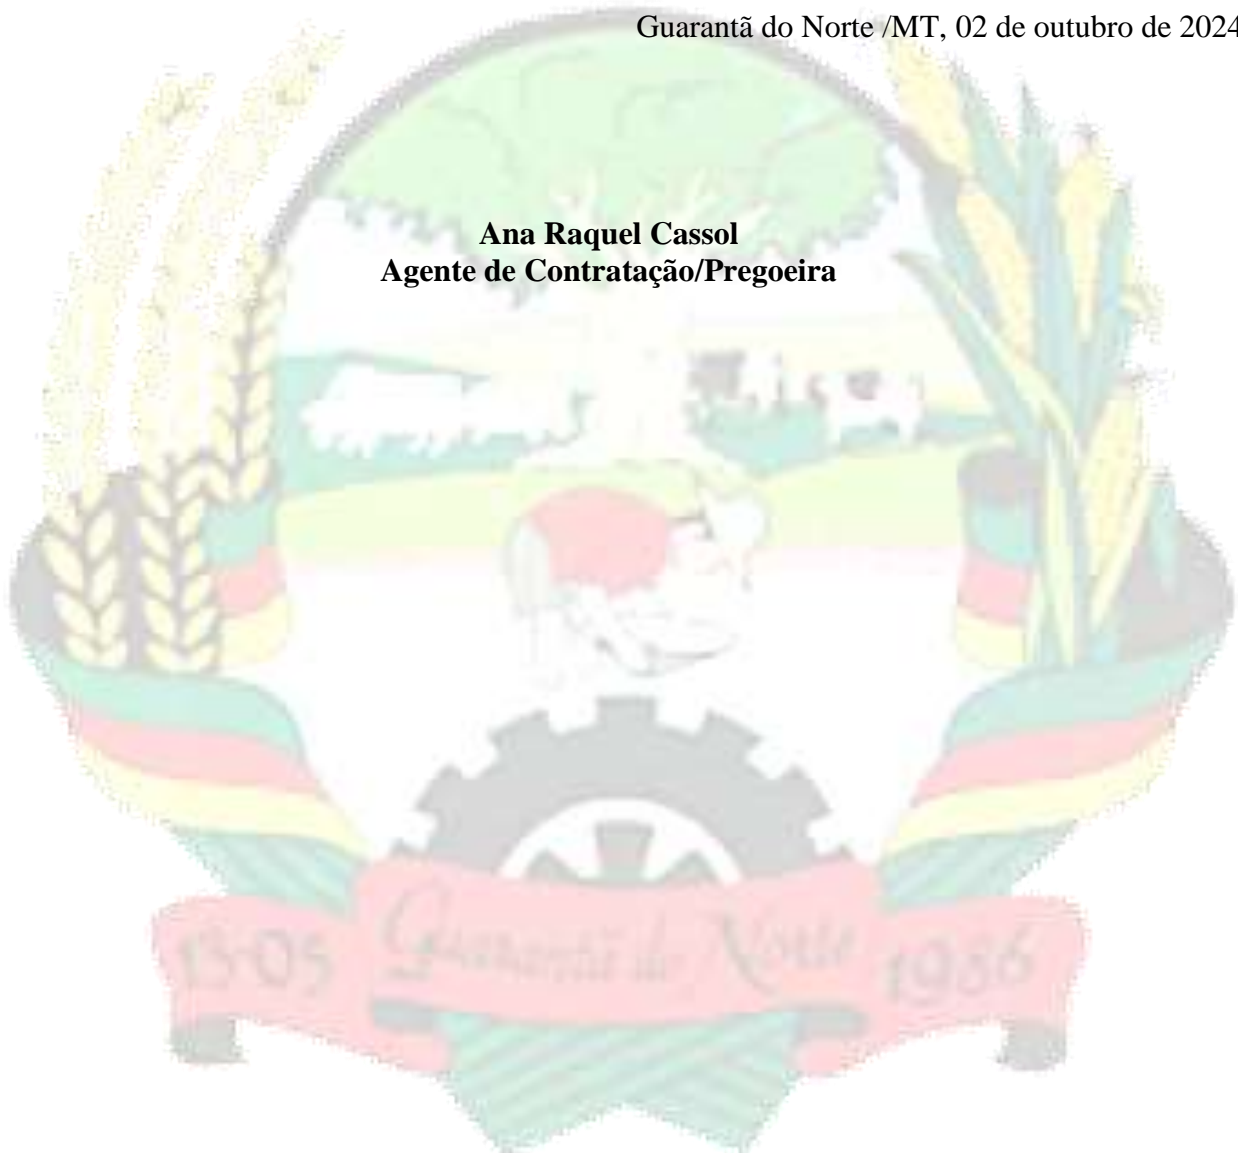 Guarantã do Norte /MT, 02 de outubro de 2024
Ana Raquel Cassol
Agente de Contratação/Pregoeira
13-05 Guarantã do Norte 1986